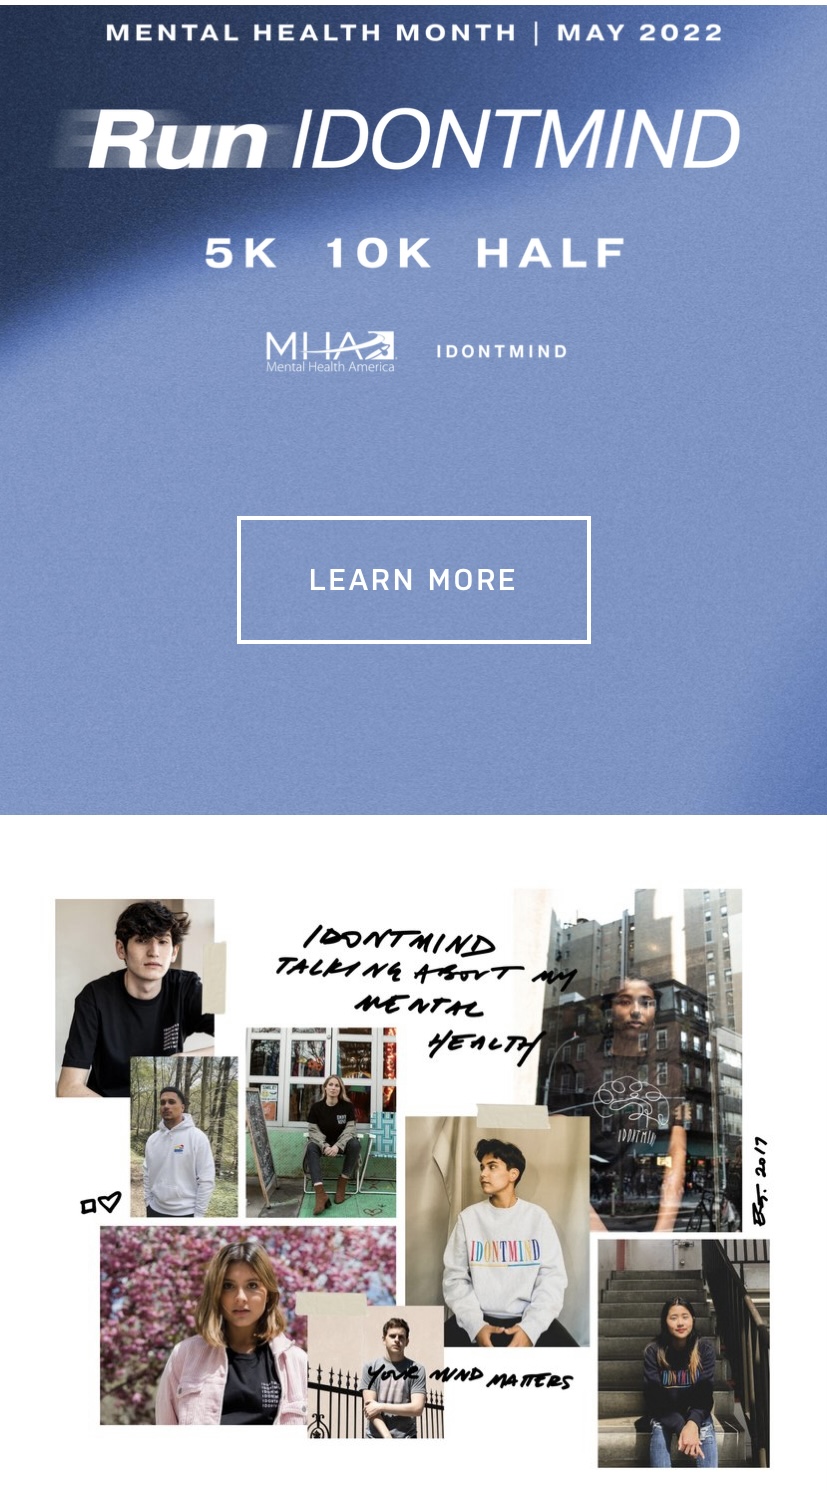 MENTAL HEALTH MONTH | MAY 2022
Run IDONTMIND
5K 10K HALF
MHA
Mental Health America
IDONTMIND
LEARN MORE
IDONTMIND
TALKING ABOUT MY
MENTAL
HEALTH
IDONTMIND
Est. 2017
IDONTMIND
IDONTMIND
YOUR MIND MATTERS